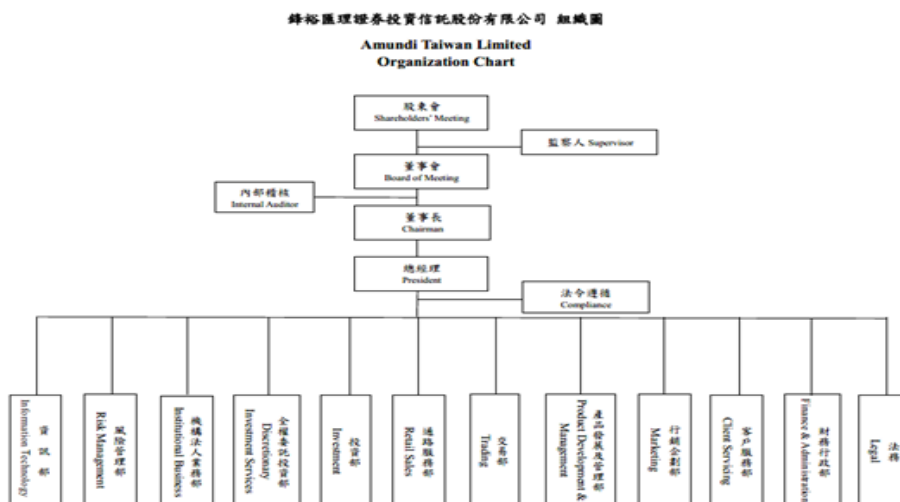 鋒裕匯理證券投資信託股份有限公司 組織圖
Amundi Taiwan Limited
Organization Chart
股東會
Shareholders' Meeting
監察人 Supervisor
董事會
Board of Meeting
內部稽核
Internal Auditor
董事長
Chairman
總經理
President
法令遵循
Compliance
資訊部
Information Technology
風險管理部
Risk Management
機構法人業務部
Institutional Business
全權委託投資部
Discretionary
Investment Services
投資部
Investment
通路服務部
Retail Sales
交易部
Trading
產品發展及管理部
Product Development &
Management
行銷企劃部
Marketing
客戶服務部
Client Servicing
財務行政部
Finance & Administration
法務
Legal